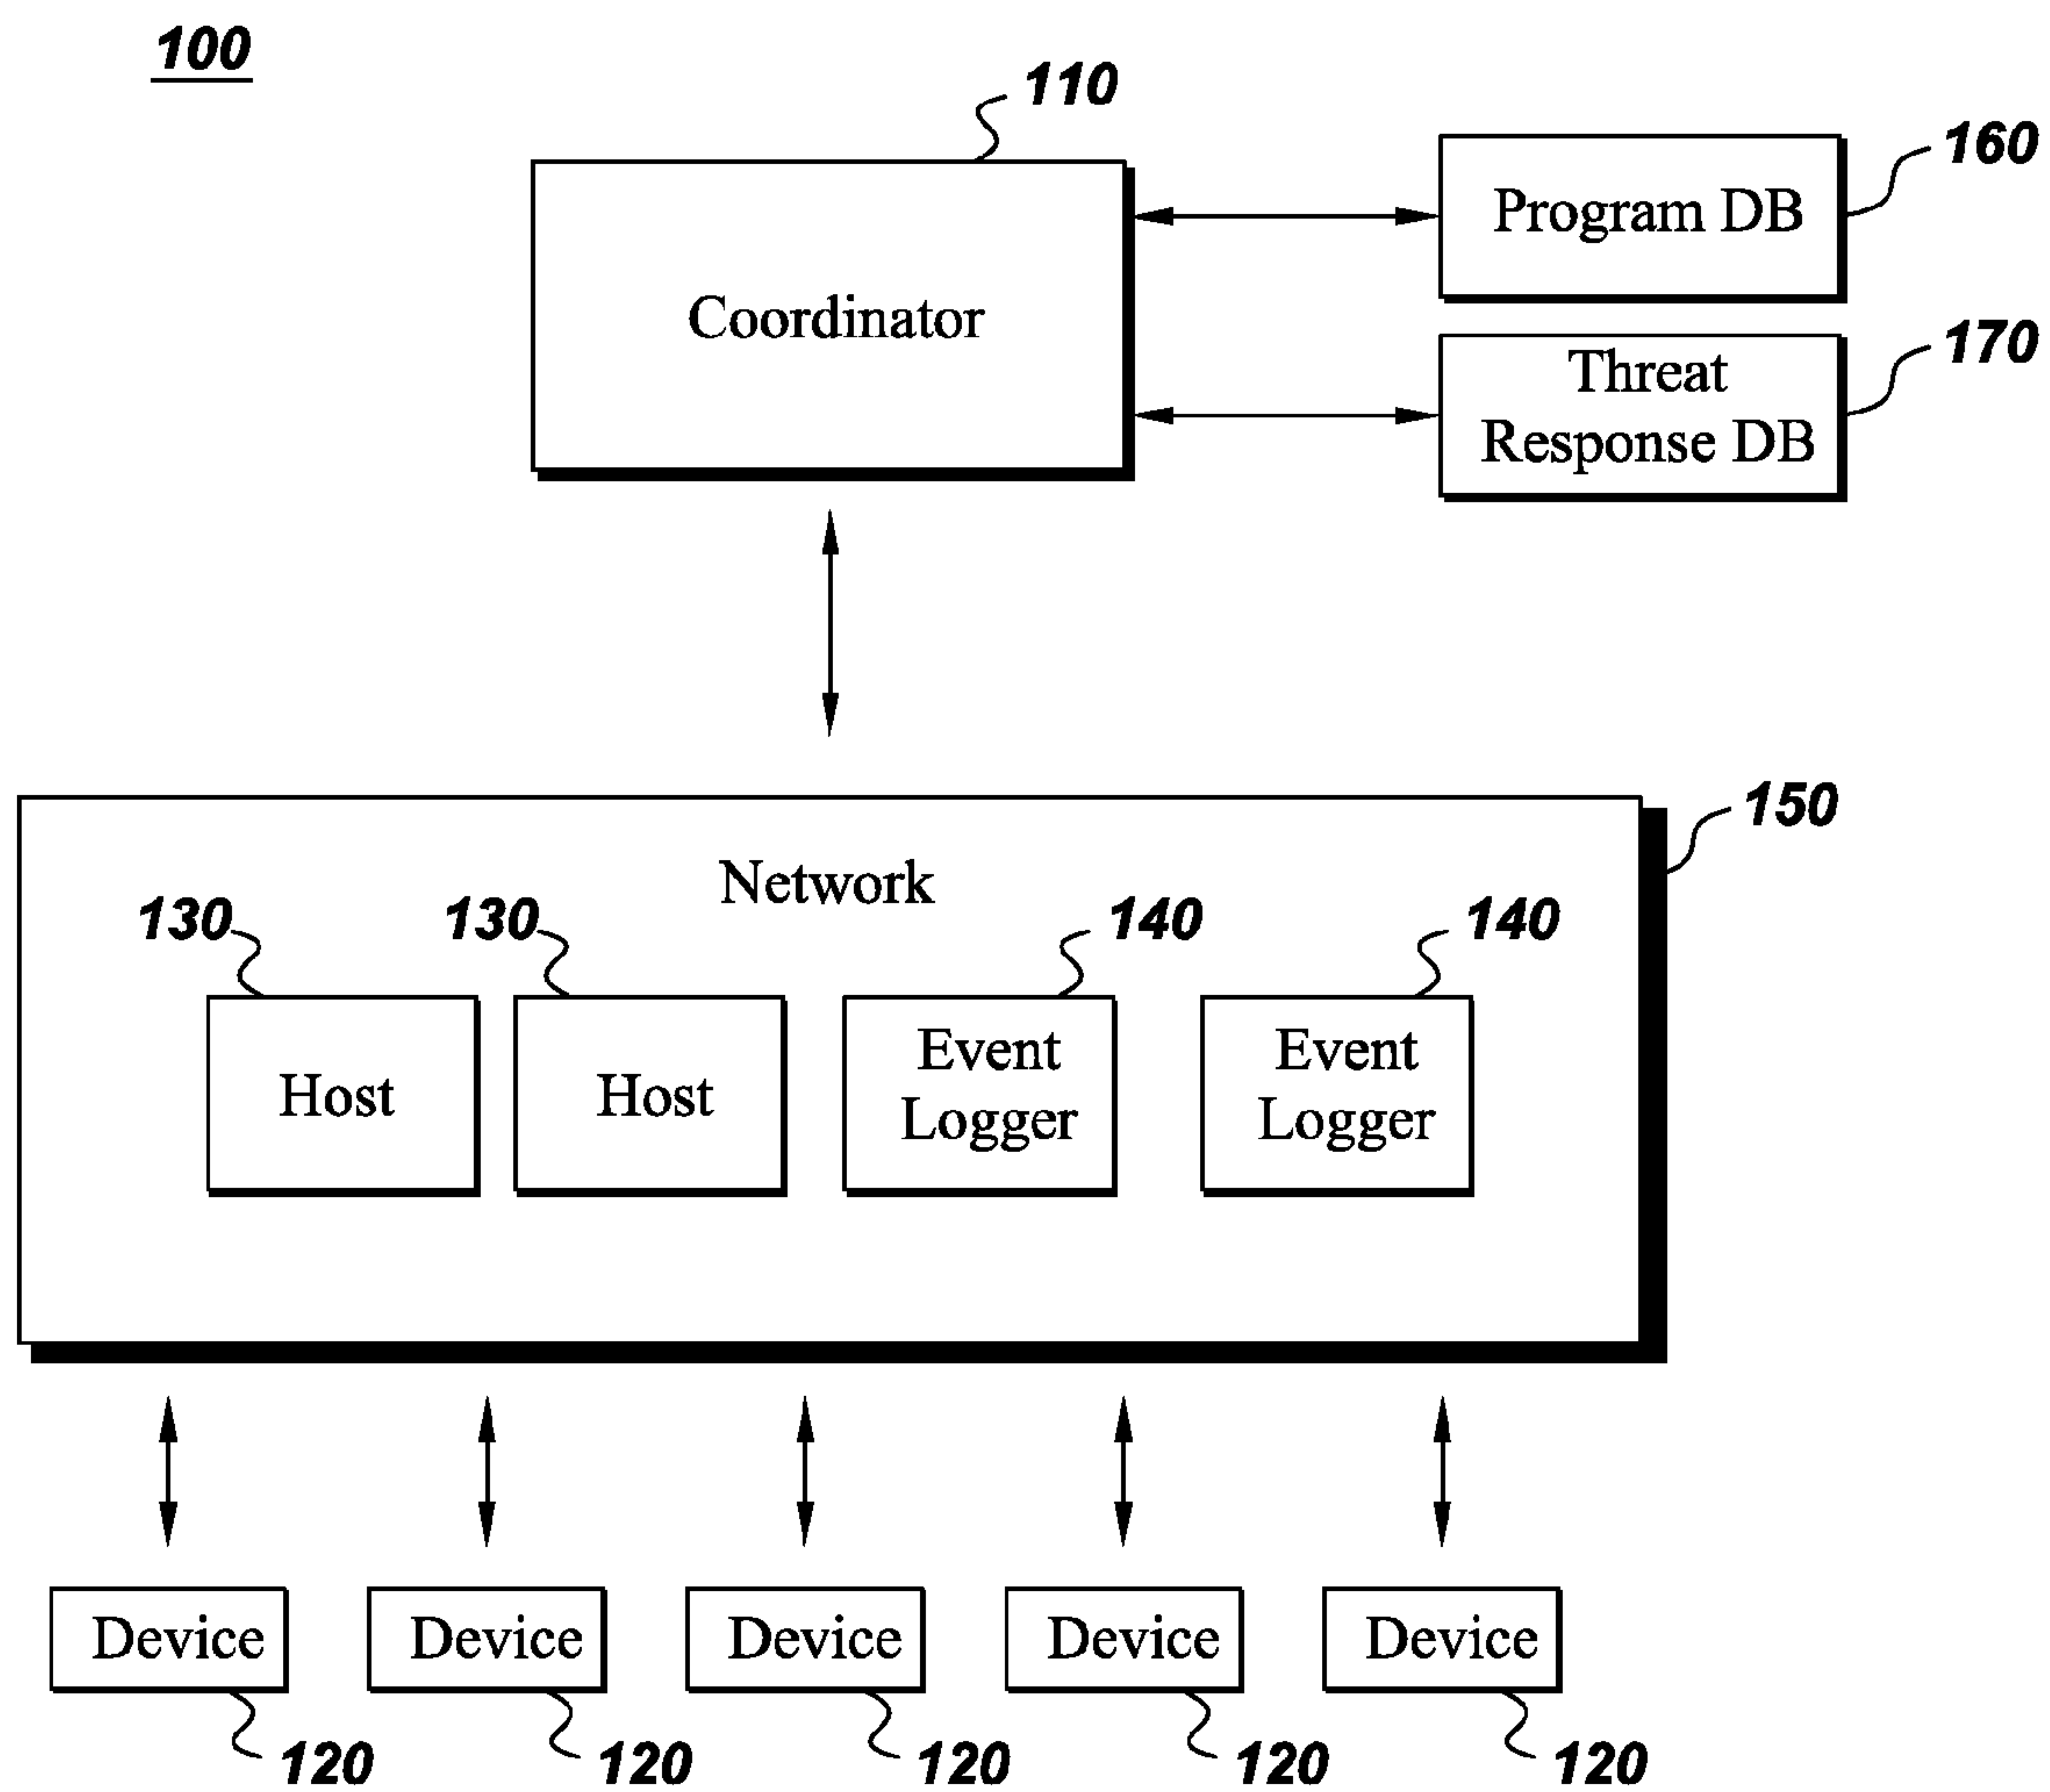 100
110
160
Program DB
Coordinator
170
Threat
Response DB
150
Network
130
130
140
140
Host
Host
Event
Logger
Event
Logger
Device
Device
Device
Device
Device
120
120
120
120
120